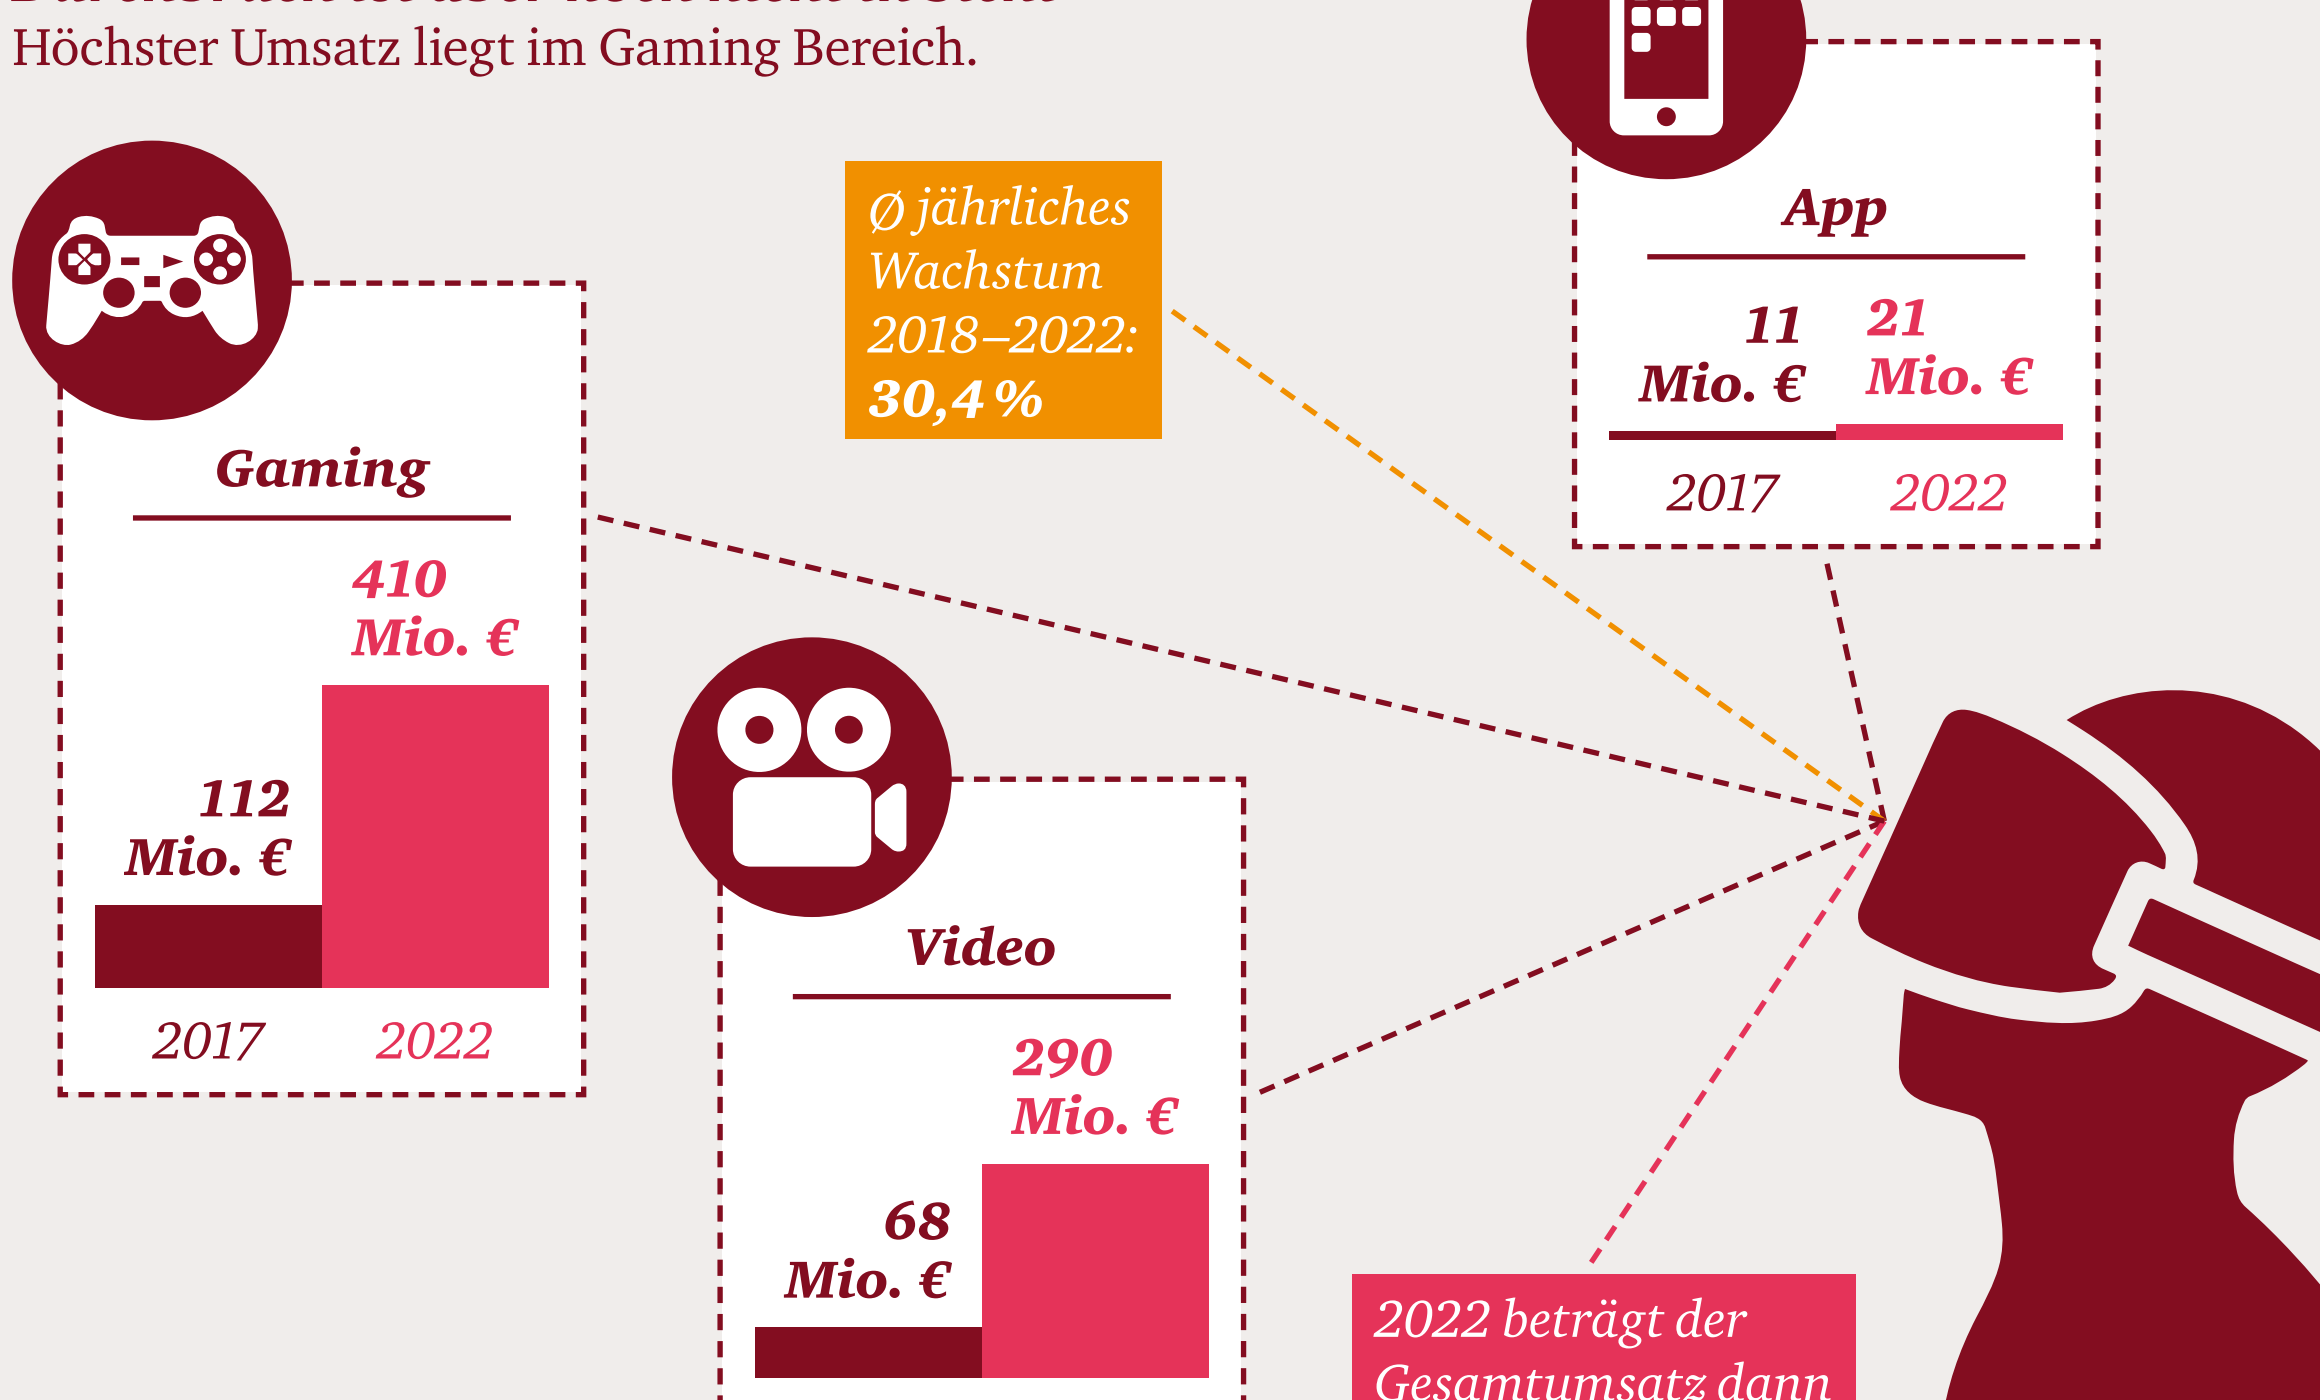 Höchster Umsatz liegt im Gaming Bereich.
Ø jährliches
Wachstum
2018–2022:
30,4 %
App
11
Mio. €
21
Mio. €
2017
2022
Gaming
410
Mio. €
112
Mio. €
2017
2022
Video
290
Mio. €
68
Mio. €
2022 beträgt der
Gesamtumsatz dann